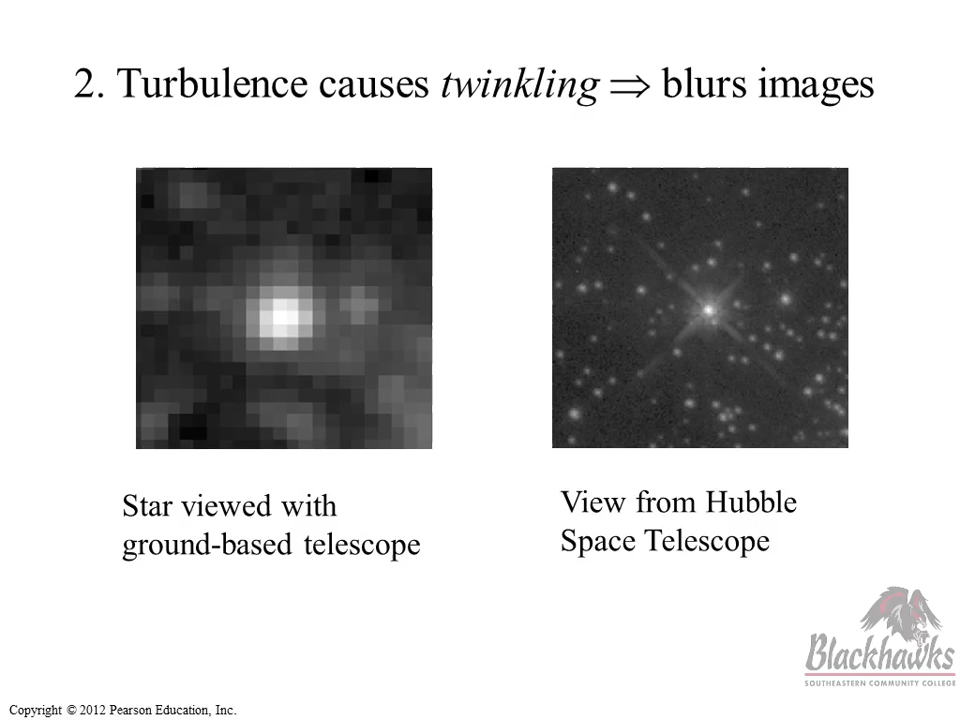 2. Turbulence causes twinkling ⇒ blurs images
Star viewed with
ground-based telescope
View from Hubble
Space Telescope
Blackhawks
SOUTHEASTERN COMMUNITY COLLEGE
Copyright © 2012 Pearson Education, Inc.